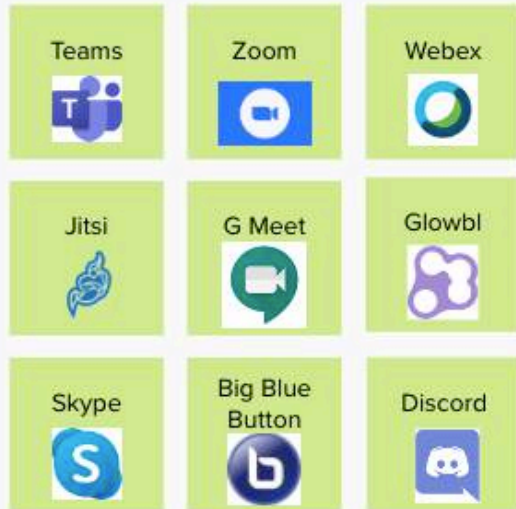 Teams
Zoom
Webex
T
Jitsi
G Meet
Glowbl
Skype
Big Blue
Button
Discord
S
b